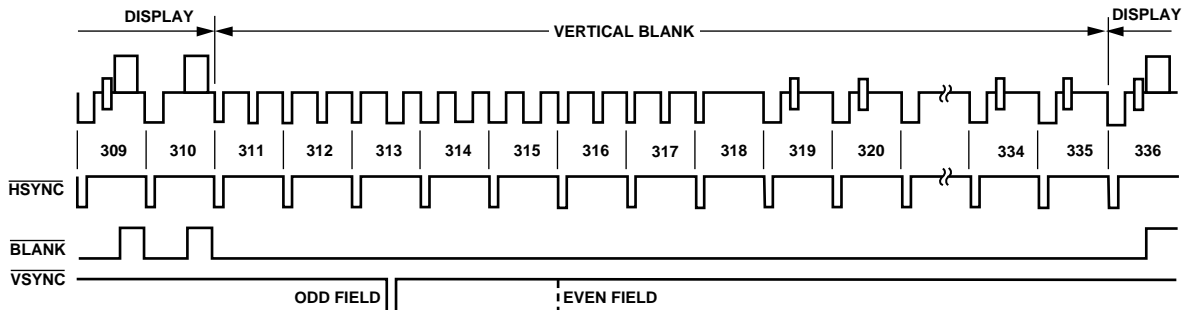 DISPLAY VERTICAL BLANK DISPLAY
309 310 311 312 313 314 315 316 317 318 319 320 334 335 336
HSYNC
BLANK
VSYNC
ODD FIELD EVEN FIELD